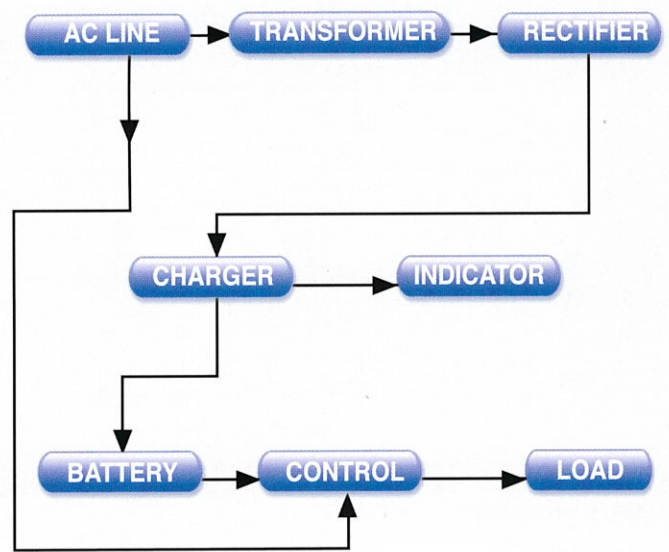 AC LINE
TRANSFORMER
RECTIFIER
CHARGER
INDICATOR
BATTERY
CONTROL
LOAD